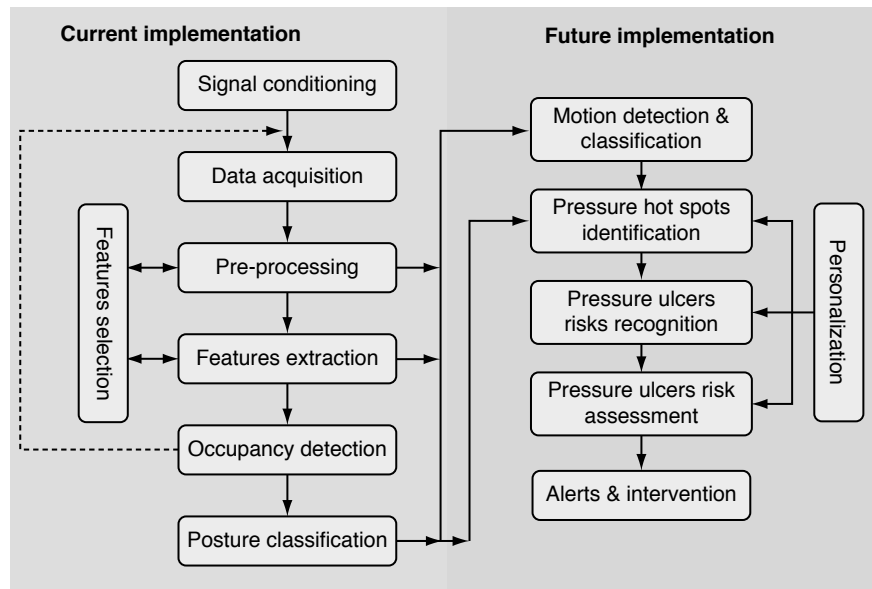 Current implementation
Signal conditioning
Data acquisition
Features selection
Pre-processing
Features extraction
Occupancy detection
Posture classification
Future implementation
Motion detection &
classification
Pressure hot spots
identification
Pressure ulcers
risks recognition
Pressure ulcers risk
assessment
Alerts & intervention
Personalization